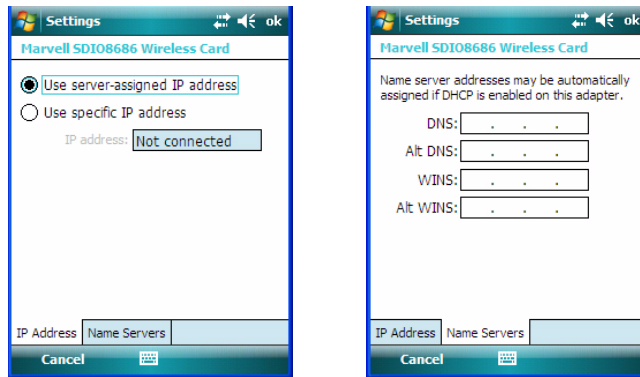 Settings
ok
Marvell SDIO8686 Wireless Card
Use server-assigned IP address
Use specific IP address
IP address: Not connected
IP Address Name Servers
Cancel
Settings
ok
Marvell SDIO8686 Wireless Card
Name server addresses may be automatically
assigned if DHCP is enabled on this adapter.
DNS: . . .
Alt DNS: . . .
WINS: . . .
Alt WINS: . . .
IP Address Name Servers
Cancel